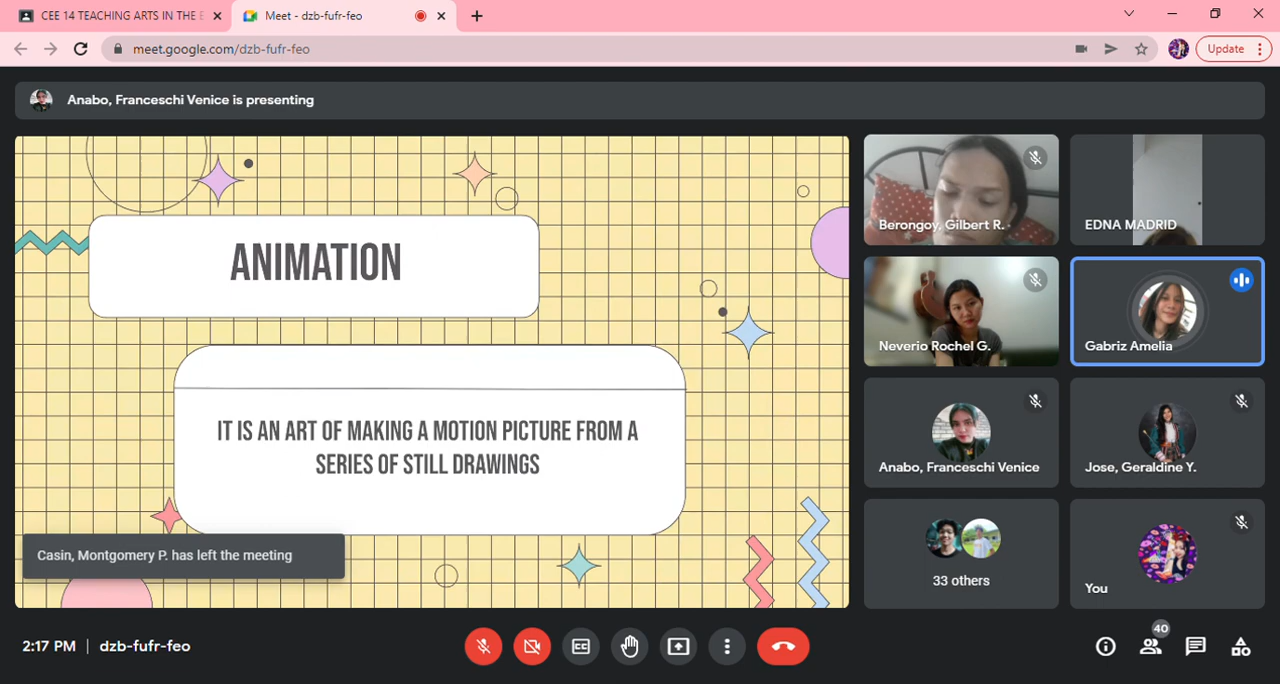 CEE 14 TEACHING ARTS IN THE E
Meet - dzb-fufr-feo
meet.google.com/dzb-fufr-feo
Update
Anabo, Franceschi Venice is presenting
ANIMATION
IT IS AN ART OF MAKING A MOTION PICTURE FROM A
SERIES OF STILL DRAWINGS
Casin, Montgomery P. has left the meeting
Berongoy, Gilbert R.
EDNA MADRID
Neverio Rochel G.
Gabriz Amelia
Anabo, Franceschi Venice
Jose, Geraldine Y.
33 others
You
2:17 PM | dzb-fufr-feo
CC
40